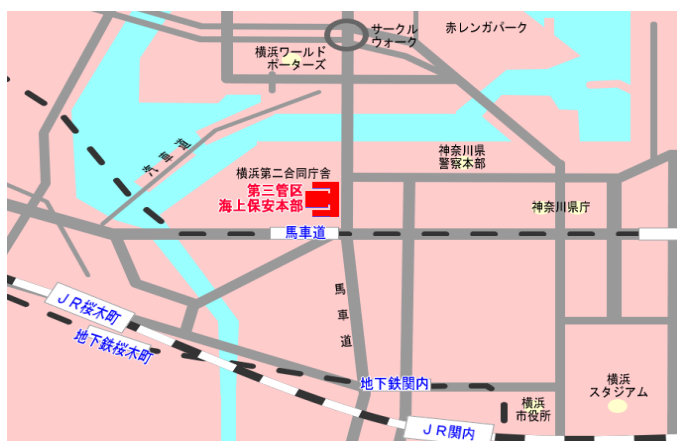 サークル
ウォーク
赤レンガパーク
横浜ワールド
ポーターズ
汽車道
神奈川県
警察本部
横浜第二合同庁舎
第三管区
海上保安本部
神奈川県庁
馬車道
馬車道
JR桜木町
地下鉄桜木町
地下鉄関内
横浜
スタジアム
横浜
市役所
JR関内